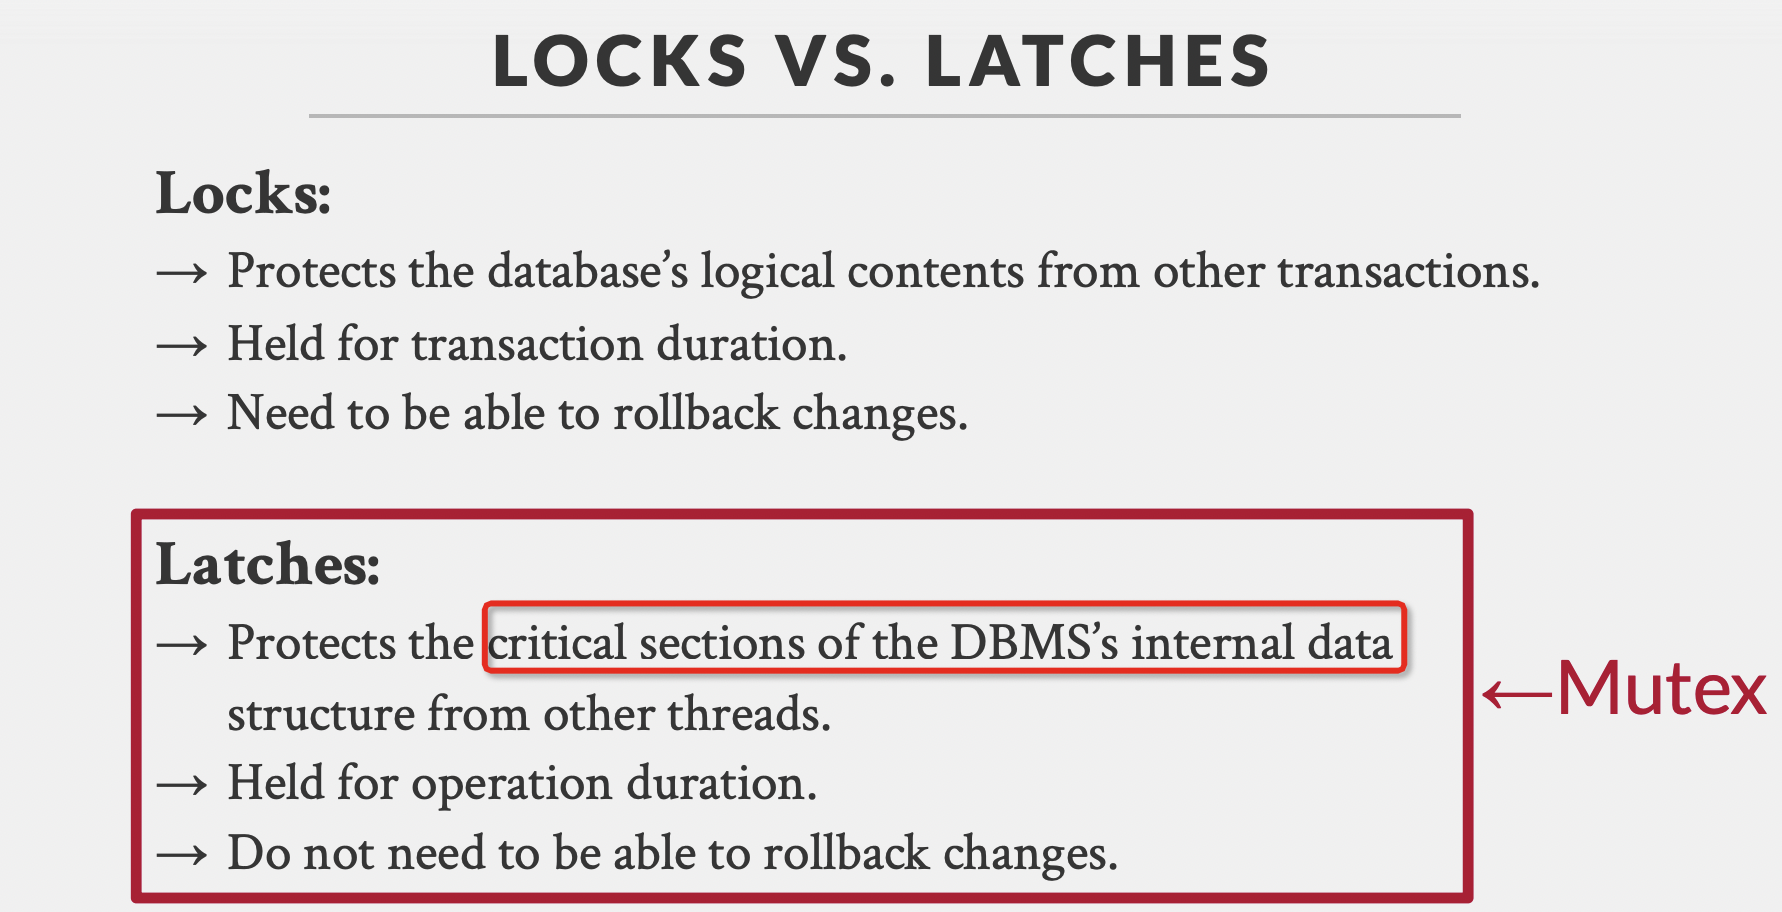 LOCKS VS. LATCHES
Locks:
→ Protects the database’s logical contents from other transactions.
→ Held for transaction duration.
→ Need to be able to rollback changes.
Latches:
→ Protects the critical sections of the DBMS’s internal data
structure from other threads.
←Mutex
→ Held for operation duration.
→ Do not need to be able to rollback changes.